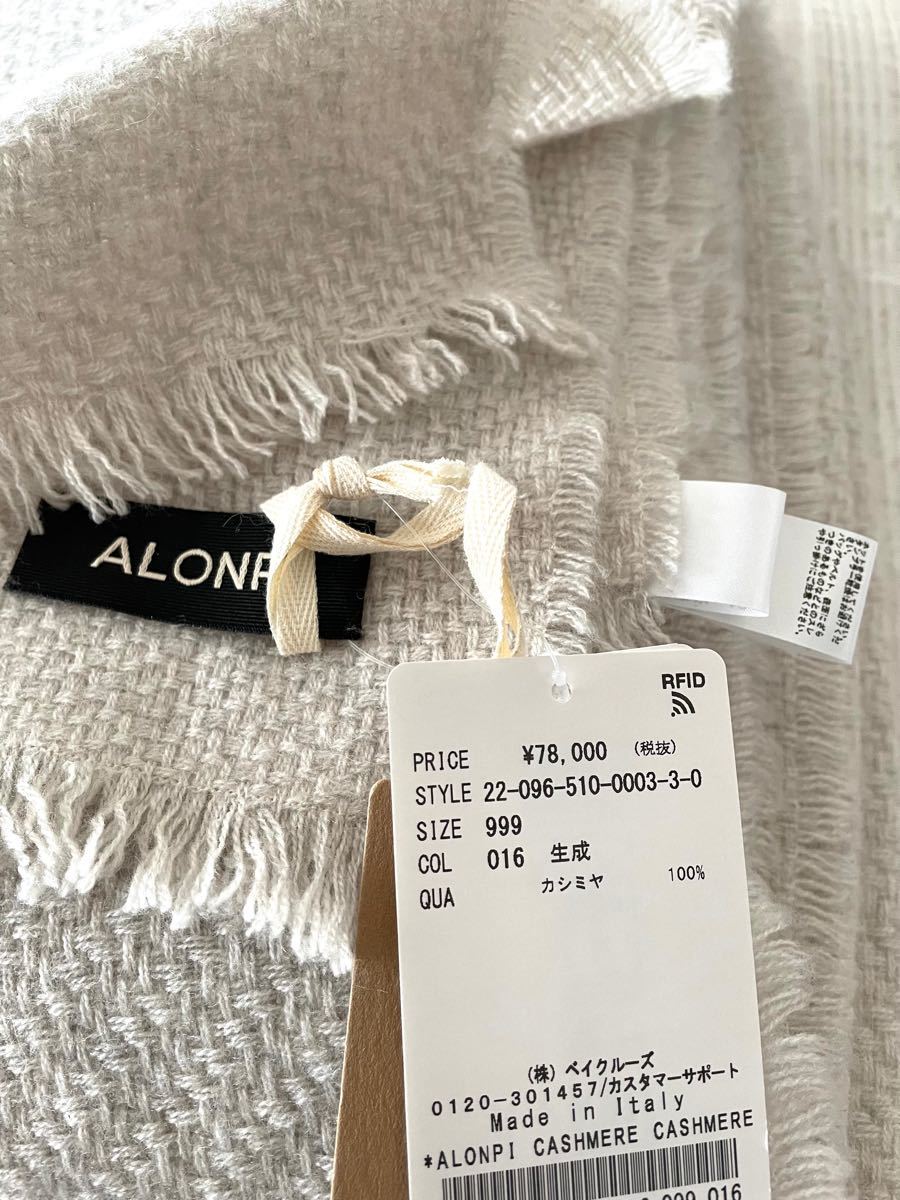 ALONP
RFID
PRICE ¥78,000 (税抜)
STYLE 22-096-510-0003-3-0
SIZE 999
COL 016 生成
QUA カシミヤ 100%
(株)ベイクルーズ
0120-301457/カスタマーサポート
Made in Italy
*ALONPI CASHMERE CASHMERE